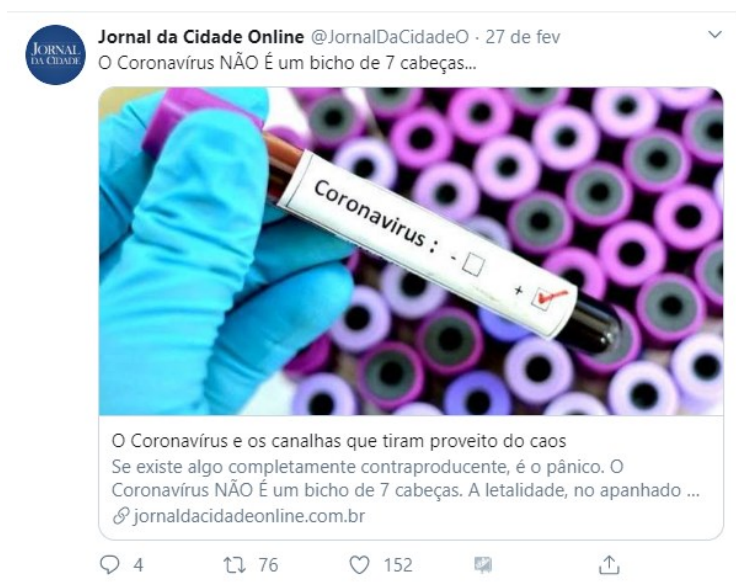 JORNAL
DA CIDADE
Jornal da Cidade Online @JornalDaCidadeO · 27 de fev
O Coronavírus NÃO É um bicho de 7 cabeças...
Coronavirus : -
+
O Coronavírus e os canalhas que tiram proveito do caos
Se existe algo completamente contraproducente, é o pânico. O
Coronavírus NÃO É um bicho de 7 cabeças. A letalidade, no apanhado ...
jornaldacidadeonline.com.br
4 76 152